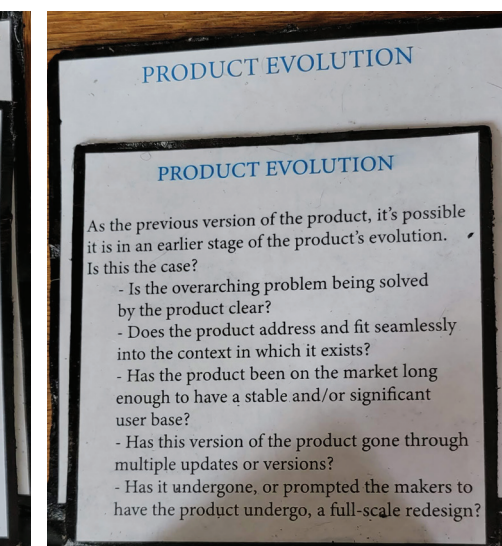 PRODUCT EVOLUTION
PRODUCT EVOLUTION
As the previous version of the product, it's possible
it is in an earlier stage of the product's evolution.
Is this the case?
- Is the overarching problem being solved
by the product clear?
- Does the product address and fit seamlessly
into the context in which it exists?
- Has the product been on the market long
enough to have a stable and/or significant
user base?
- Has this version of the product gone through
multiple updates or versions?
- Has it undergone, or prompted the makers to
have the product undergo, a full-scale redesign?